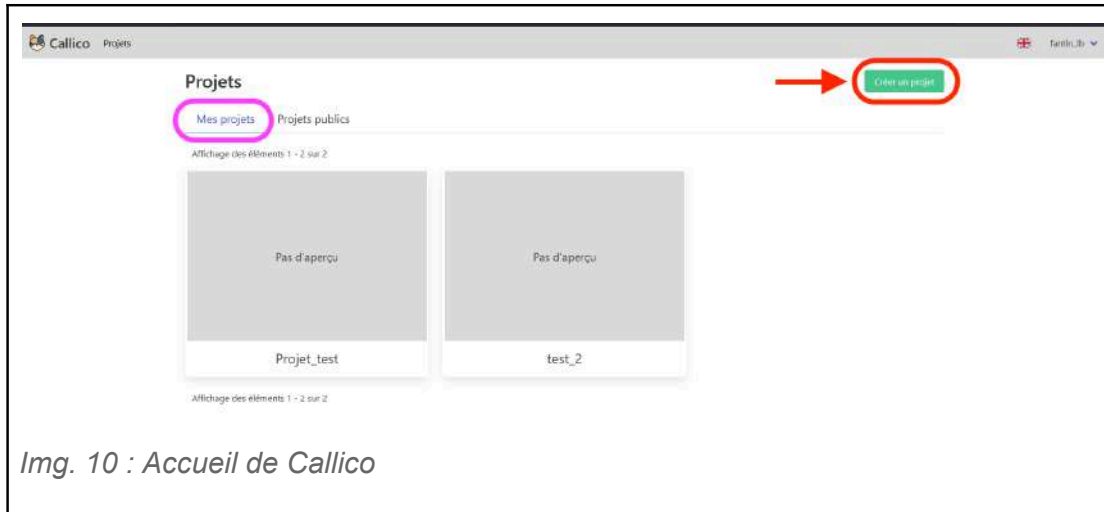 Callico Projets
Projets
Créer un projet
Mes projets Projets publics
Affichage des éléments 1 - 2 sur 2
Pas d'aperçu Pas d'aperçu
Projet_test test_2
Affichage des éléments 1 - 2 sur 2
Img. 10 : Accueil de Callico